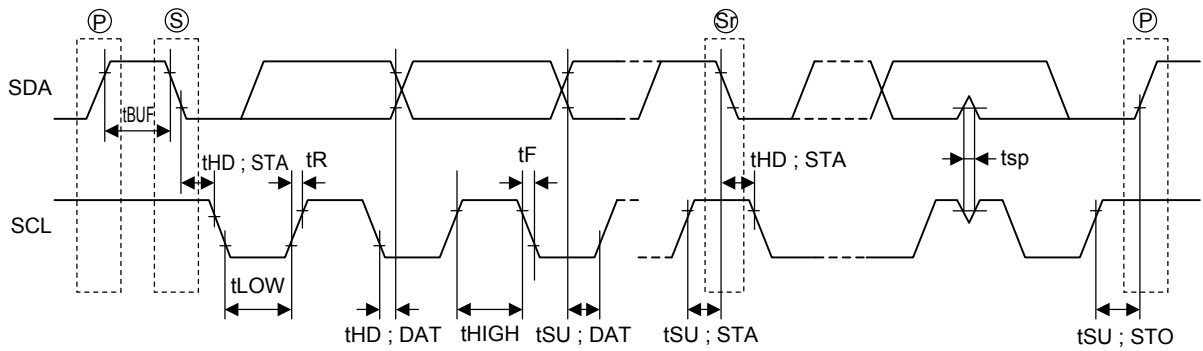 P S Sr P
SDA
tBUF
tHD ; STA tR tF tHD ; STA tsp
SCL
tLOW
tHD ; DAT tHIGH tSU ; DAT tSU ; STA tSU ; STO